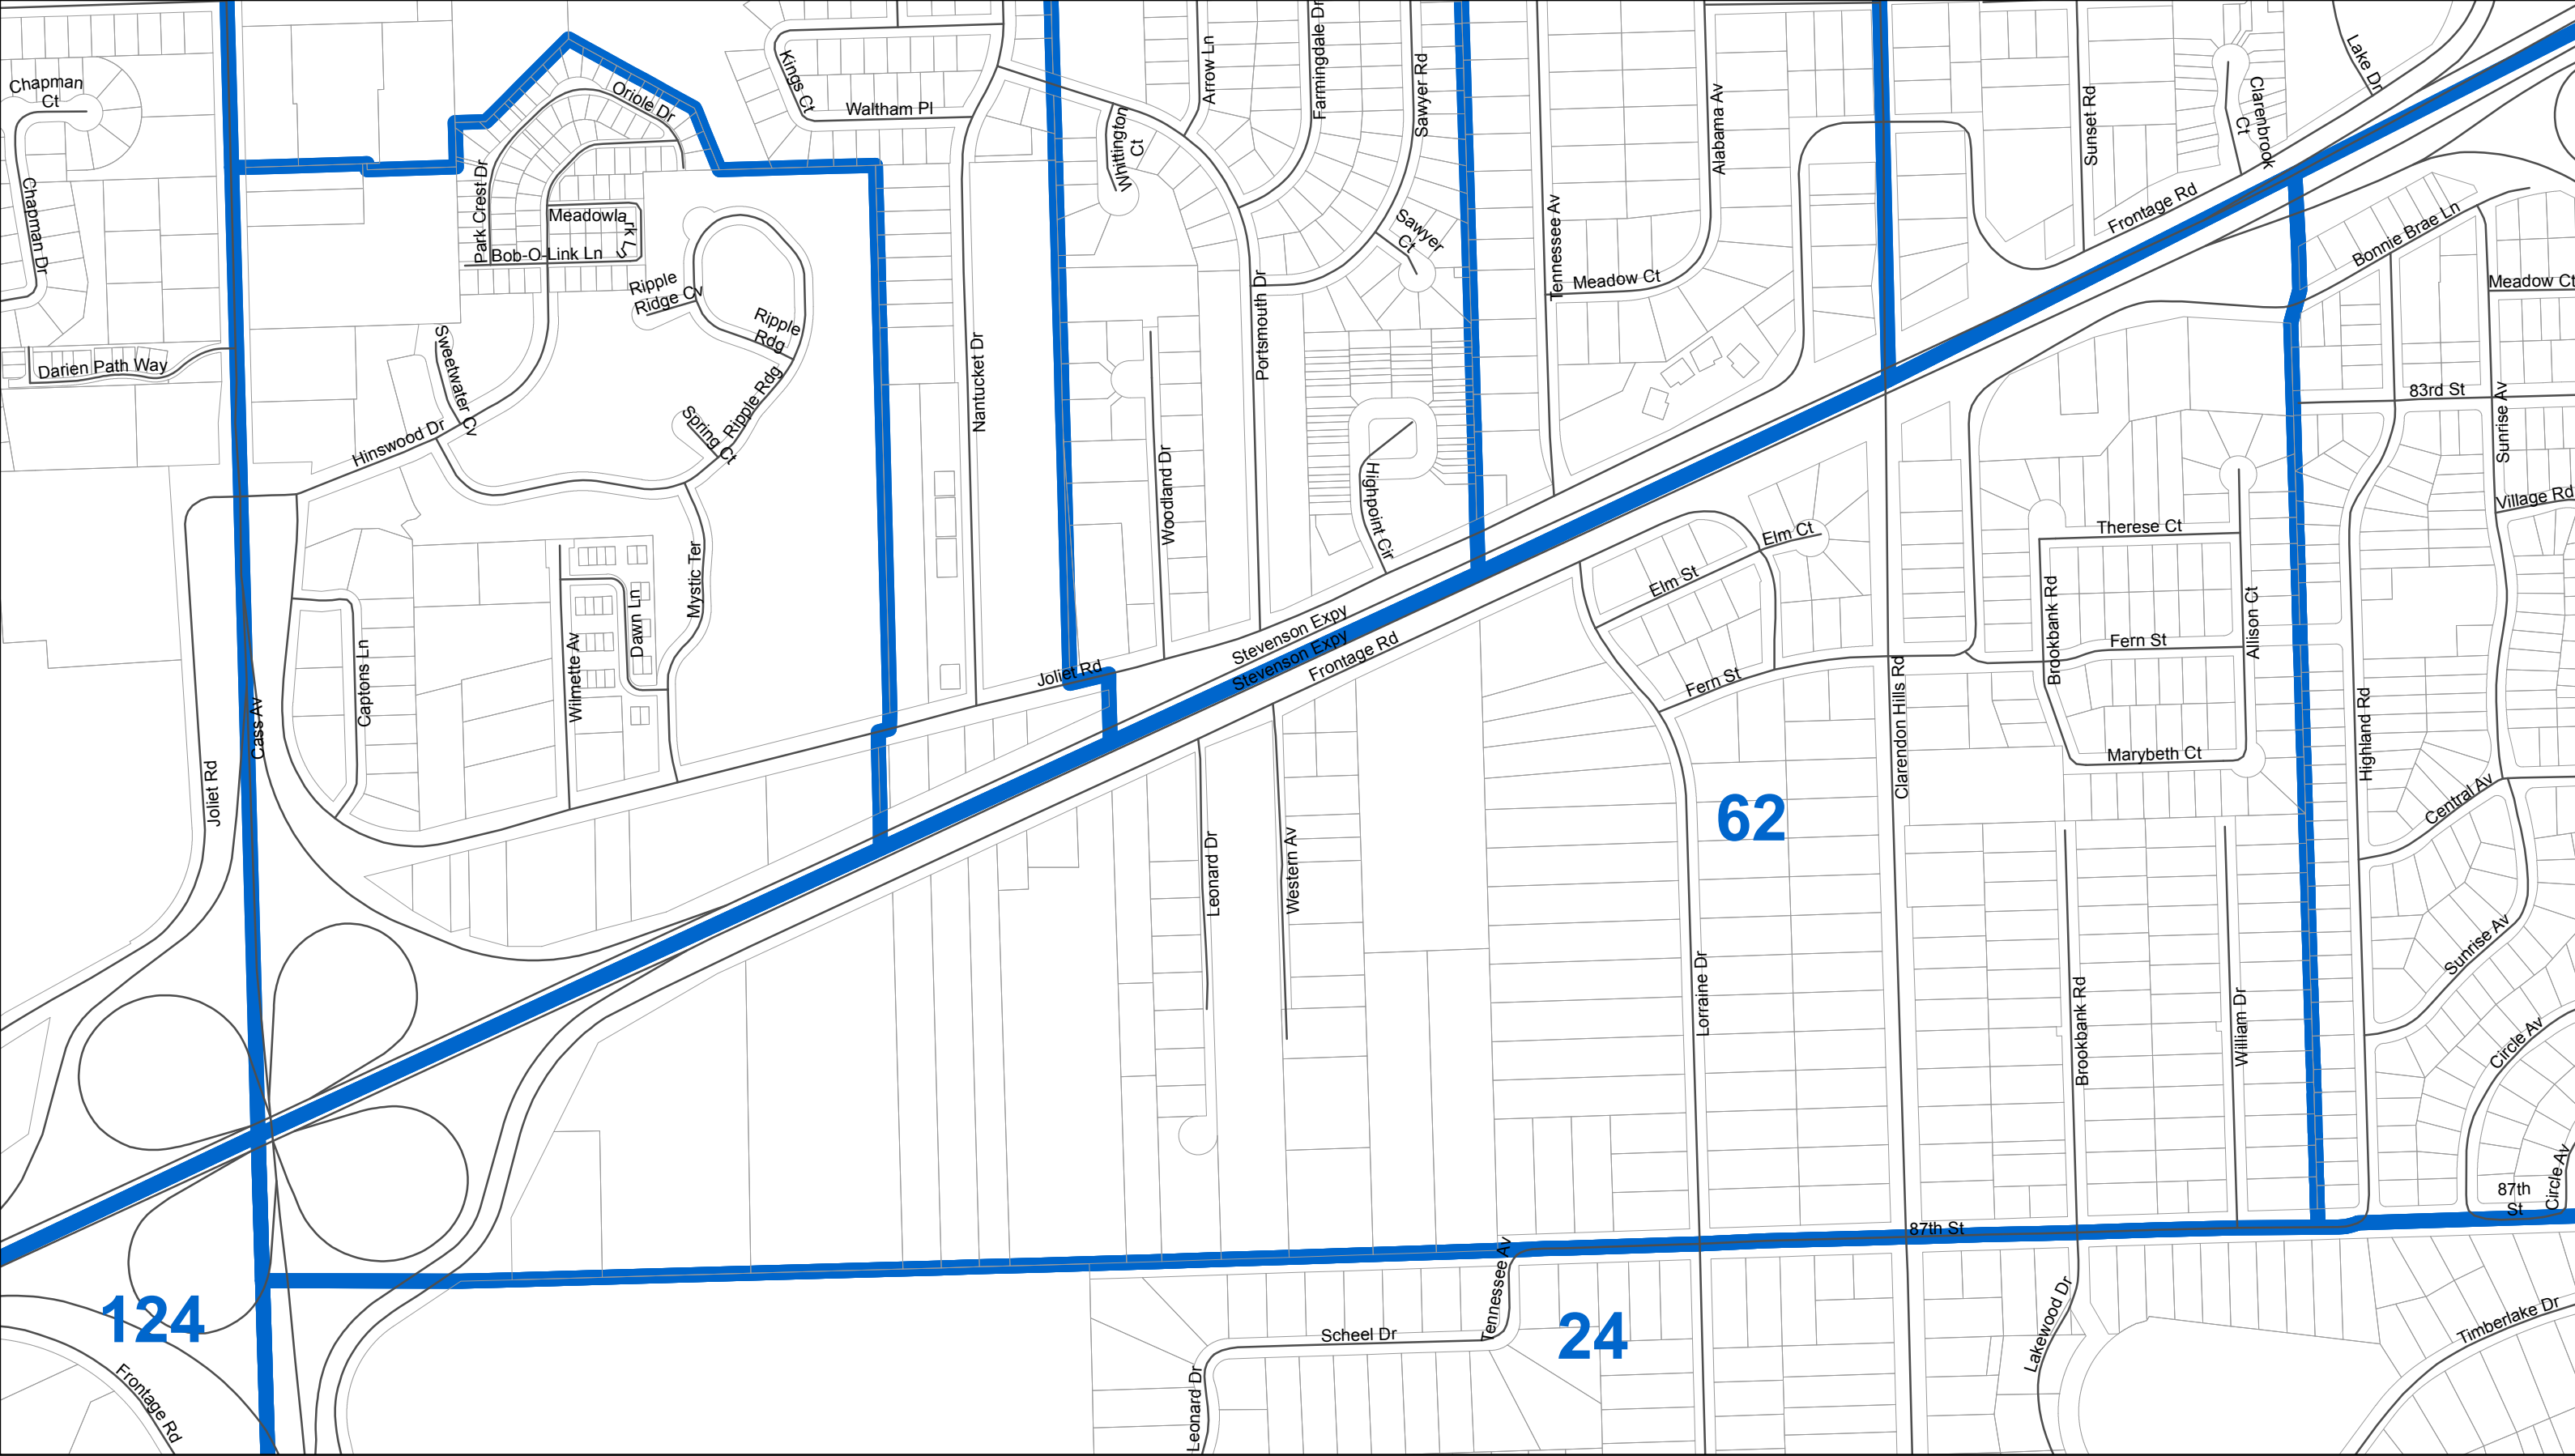 Chapman
Ct
Chapman Dr
Darien Path Way
Kings Ct
Waltham Pl
Oriole Dr
Park Crest Dr
Meadowla
rk Ls
Bob-O-Link Ln
Ripple
Ridge Cv
Ripple
Rdg
Ripple Rdg
Spring Ct
Sweetwater Cv
Hinswood Dr
Nantucket Dr
Whittington
Ct
Arrow Ln
Farmingdale Dr
Sawyer Rd
Sawyer
Ct
Portsmouth Dr
Woodland Dr
Highpoint Cir
Tennessee Av
Alabama Av
Meadow Ct
Sunset Rd
Clarenbrook
Ct
Lake Dr
Frontage Rd
Bonnie Brae Ln
Meadow Ct
83rd St
Sunrise Av
Village Rd
Elm Ct
Elm St
Fern St
Therese Ct
Brookbank Rd
Fern St
Allison Ct
Marybeth Ct
Clarendon Hills Rd
Highland Rd
Central Av
Sunrise Av
Circle Av
Circle Av
87th
St
Mystic Ter
Dawn Ln
Wilmette Av
Captons Ln
Cass Av
Joliet Rd
Joliet Rd
Stevenson Expy
Stevenson Expy
Frontage Rd
Leonard Dr
Western Av
62
Lorraine Dr
Brookbank Rd
William Dr
87th St
124
Frontage Rd
Tennessee Av
Scheel Dr
Leonard Dr
24
Lakewood Dr
Timberlake Dr